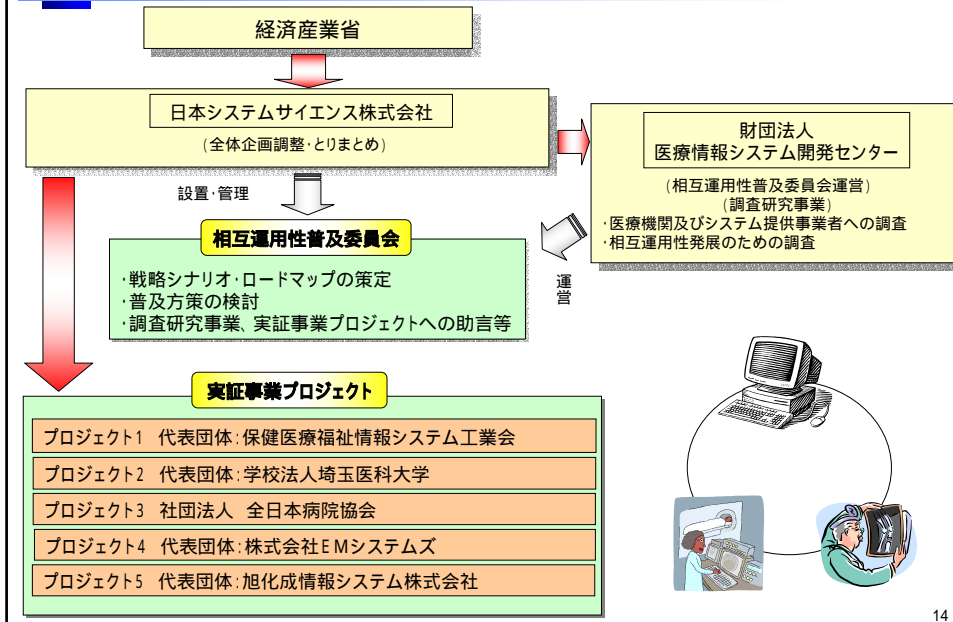 経済産業省
日本システムサイエンス株式会社
(全体企画調整・とりまとめ)
財団法人
医療情報システム開発センター
(相互運用性普及委員会運営)
(調査研究事業)
・医療機関及びシステム提供事業者への調査
・相互運用性発展のための調査
設置・管理
運営
相互運用性普及委員会
・戦略シナリオ・ロードマップの策定
・普及方策の検討
・調査研究事業、実証事業プロジェクトへの助言等
実証事業プロジェクト
プロジェクト1 代表団体:保健医療福祉情報システム工業会
プロジェクト2 代表団体:学校法人埼玉医科大学
プロジェクト3 社団法人 全日本病院協会
プロジェクト4 代表団体:株式会社EMシステムズ
プロジェクト5 代表団体:旭化成情報システム株式会社
14